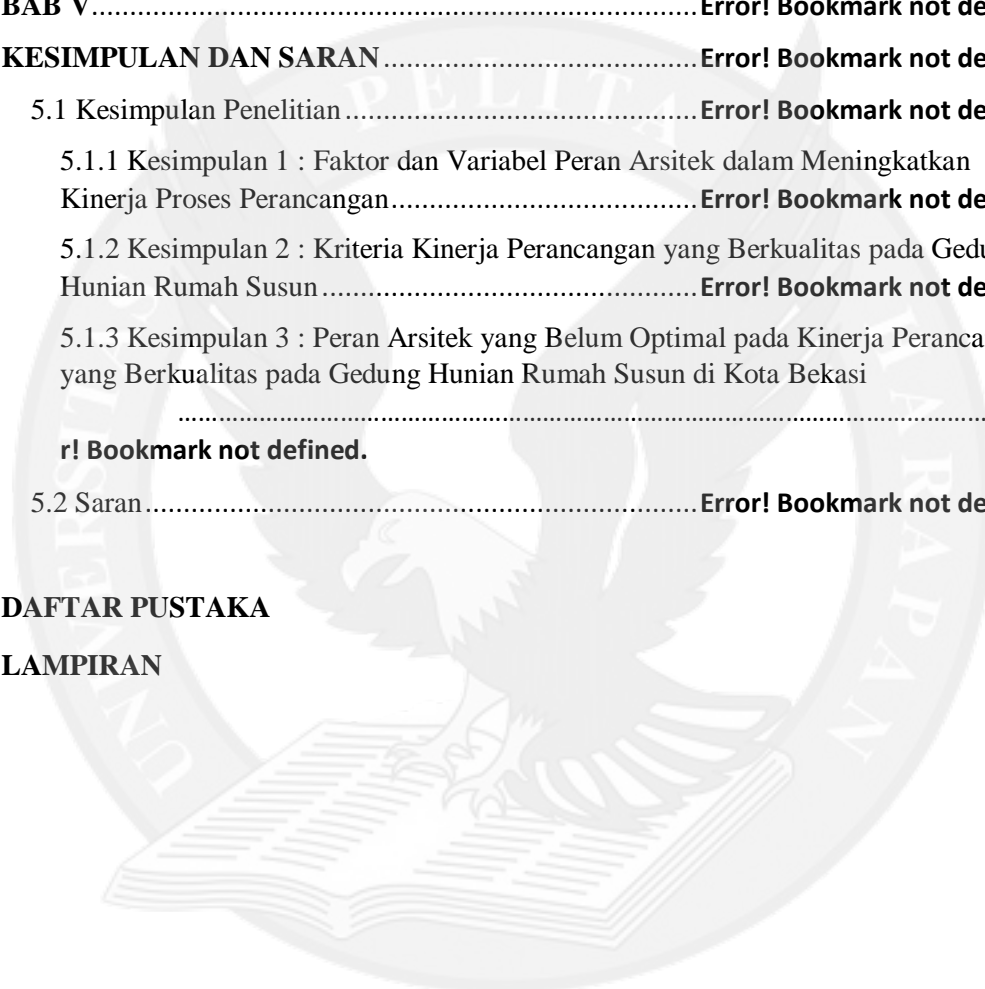 BAB V......................................................................................Error! Bookmark not de
KESIMPULAN DAN SARAN.............................................Error! Bookmark not de
5.1 Kesimpulan Penelitian..................................................Error! Bookmark not de
5.1.1 Kesimpulan 1 : Faktor dan Variabel Peran Arsitek dalam Meningkatkan
Kinerja Proses Perancangan............................................Error! Bookmark not de
5.1.2 Kesimpulan 2 : Kriteria Kinerja Perancangan yang Berkualitas pada Gedu
Hunian Rumah Susun......................................................Error! Bookmark not de
5.1.3 Kesimpulan 3 : Peran Arsitek yang Belum Optimal pada Kinerja Peranca
yang Berkualitas pada Gedung Hunian Rumah Susun di Kota Bekasi
....................................................................................................................
r! Bookmark not defined.
5.2 Saran...............................................................................Error! Bookmark not de
DAFTAR PUSTAKA
LAMPIRAN
UNIVERSITAS PELITA HARAPAN